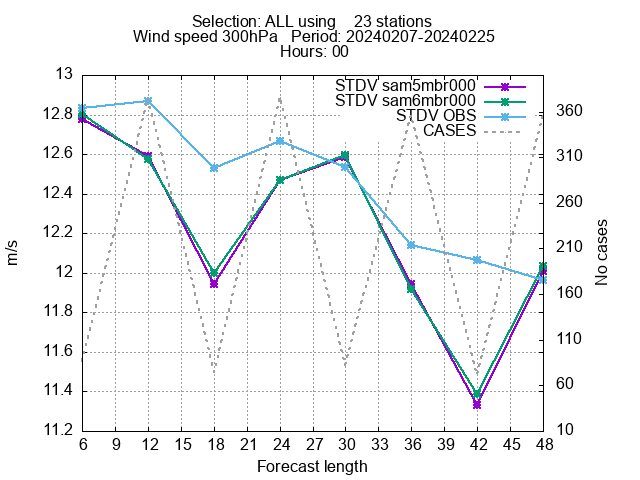 Selection: ALL using    23 stations
Wind speed 300hPa   Period: 20240207-20240225
Hours: 00
STDV sam5mbr000
STDV sam6mbr000
STDV OBS
CASES
13
12.8
12.6
12.4
12.2
12
11.8
11.6
11.4
11.2
m/s
360
310
260
210
160
110
60
10
No cases
6 9 12 15 18 21 24 27 30 33 36 39 42 45 48
Forecast length